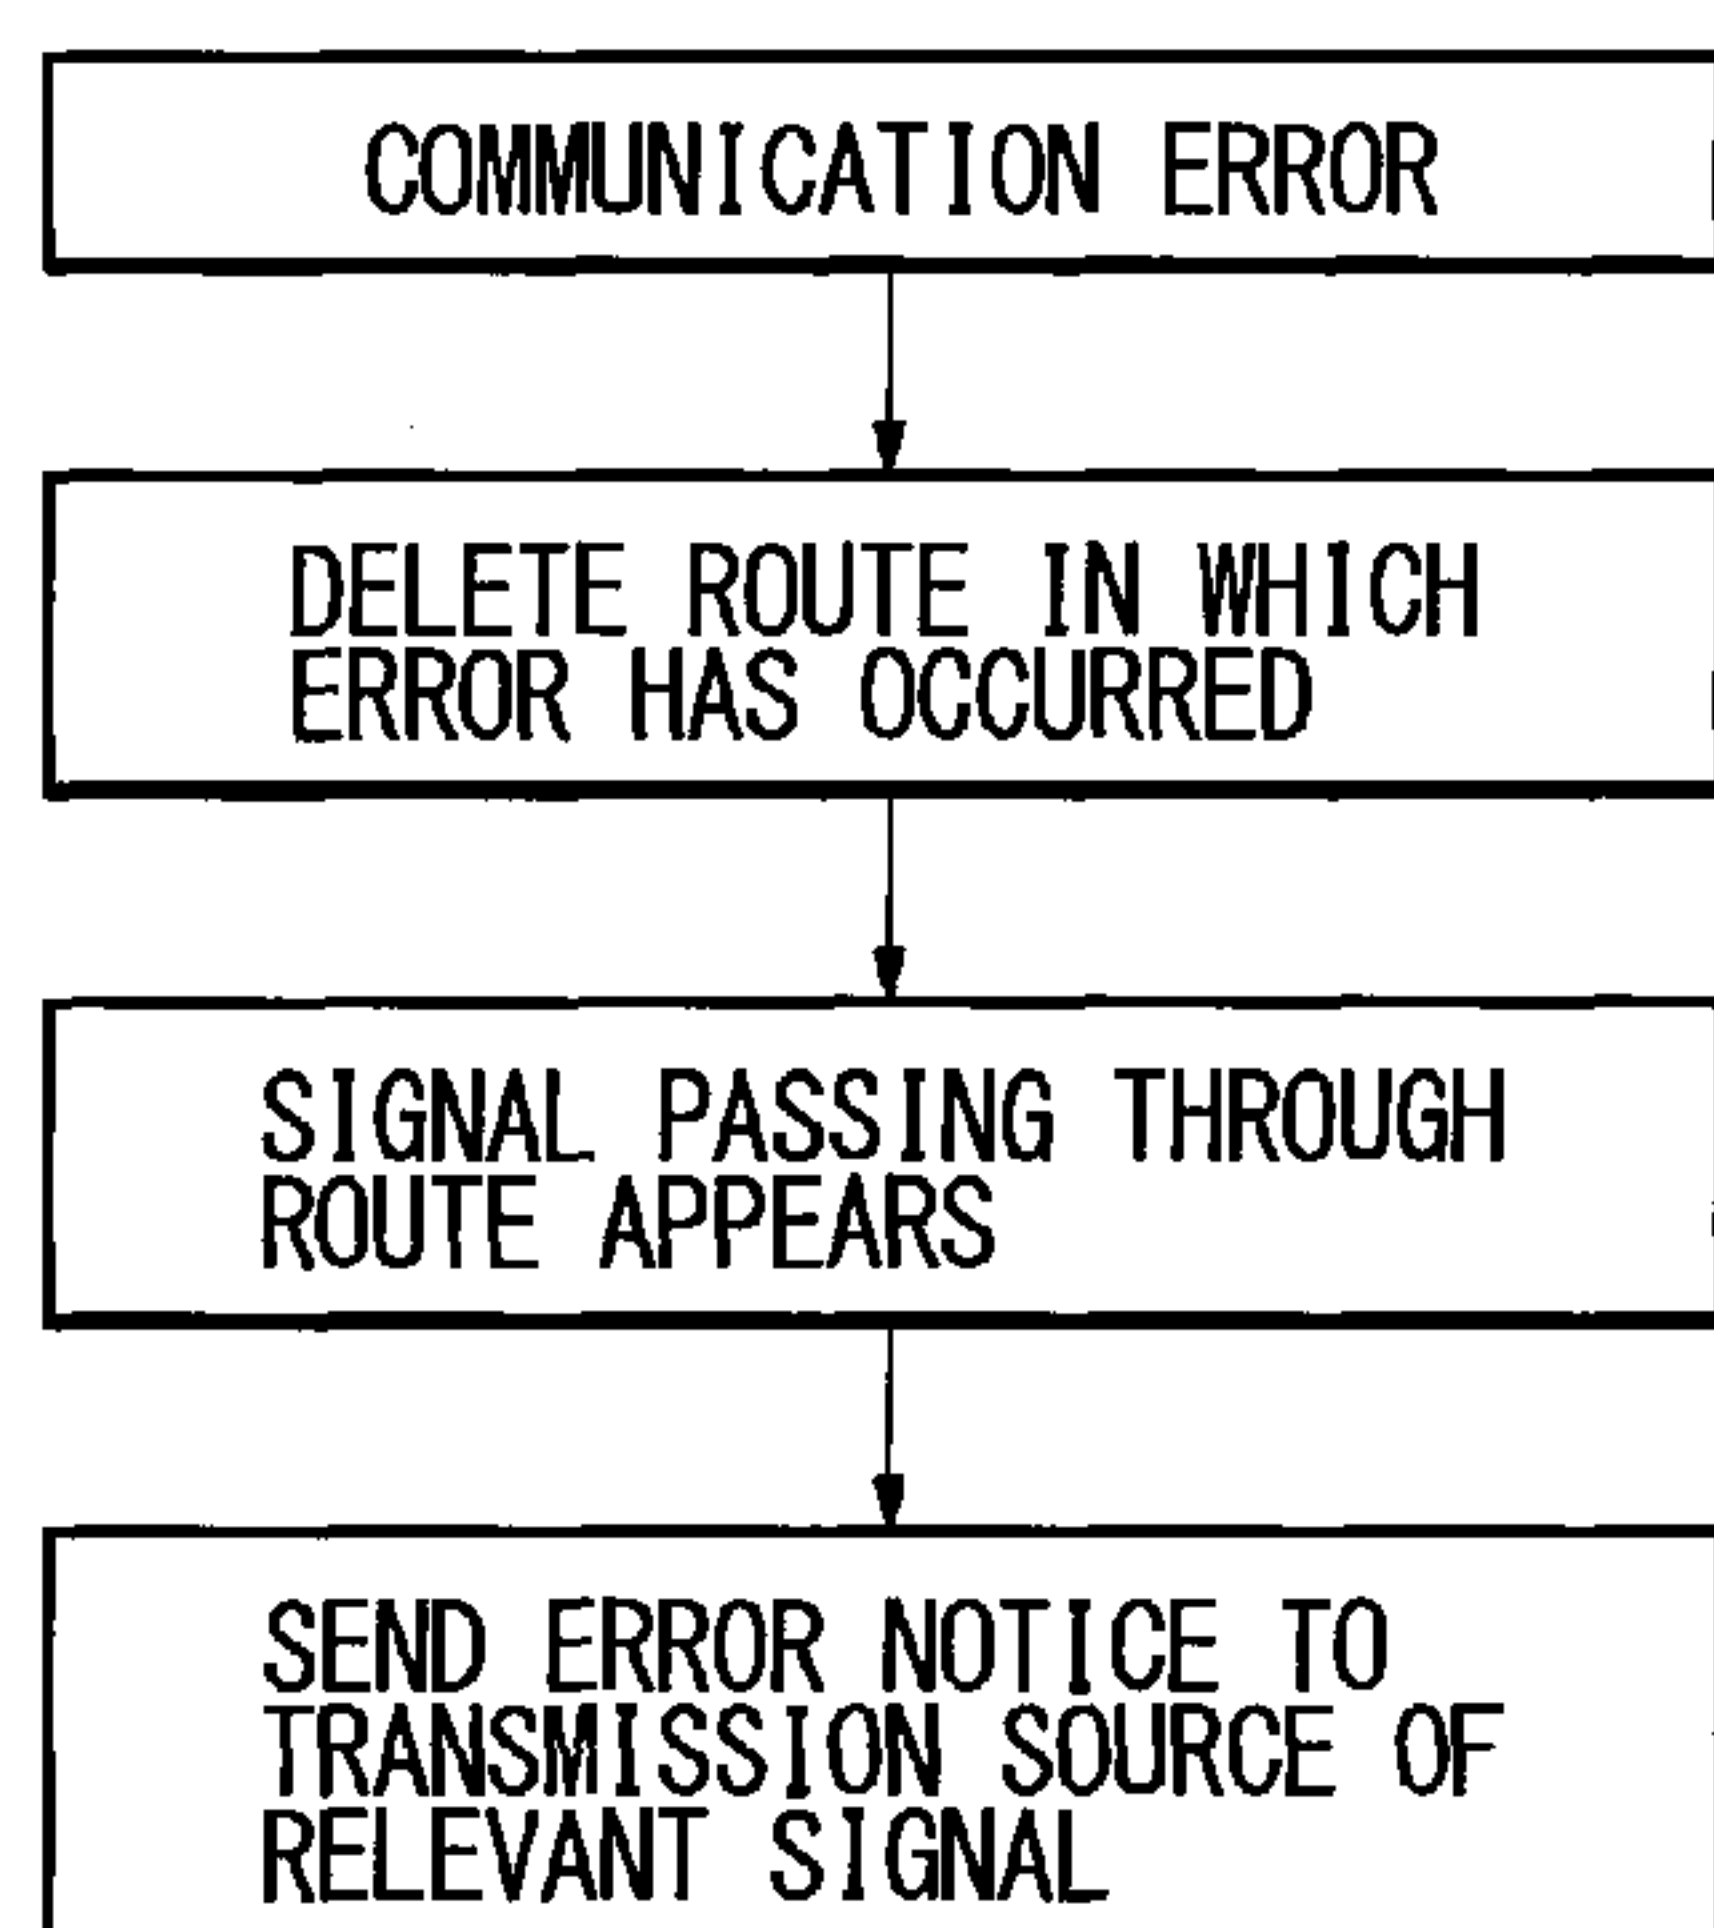 COMMUNICATION ERROR
DELETE ROUTE IN WHICH
ERROR HAS OCCURRED
SIGNAL PASSING THROUGH
ROUTE APPEARS
SEND ERROR NOTICE TO
TRANSMISSION SOURCE OF
RELEVANT SIGNAL